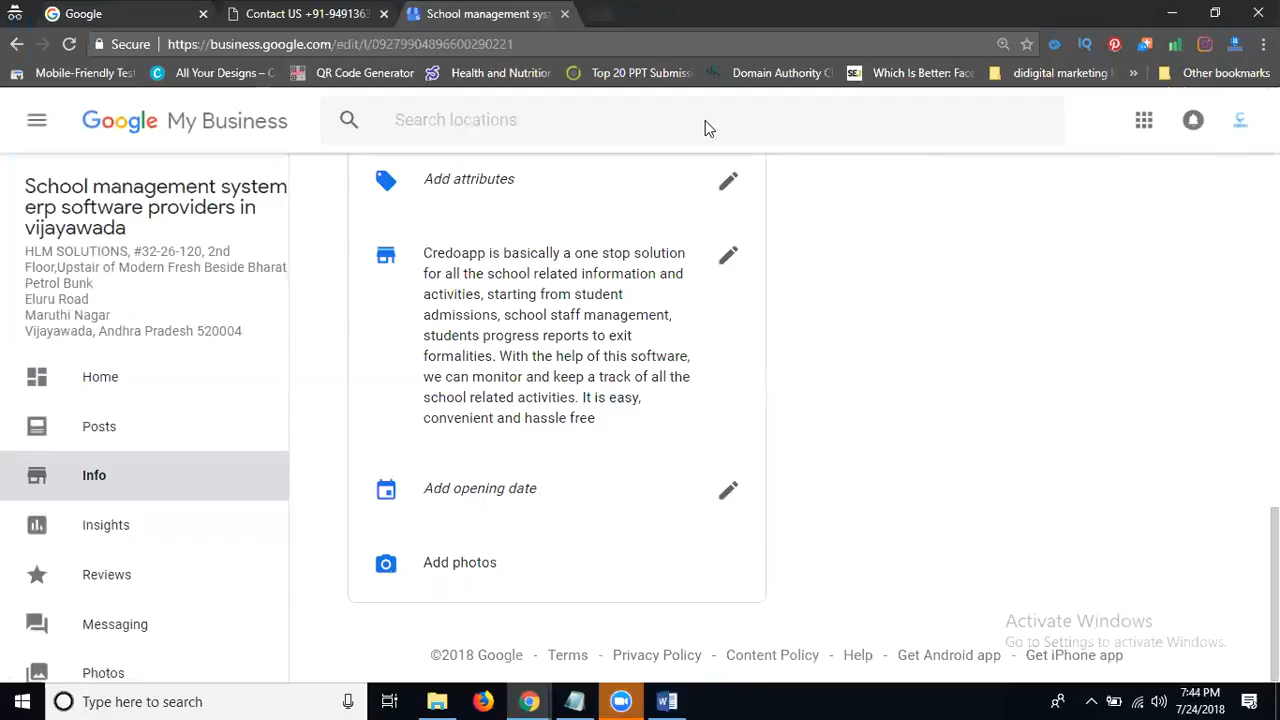 Google
Contact US +-91-949136
School management sys
Secure
https://business.google.com/edit/l/09279904896600290221
Mobile-Friendly Test
All Your Designs – C
QR Code Generator
Health and Nutrition
Top 20 PPT Submiss
Domain Authority Ch
SEJ
Which Is Better: Face
didigital marketing
»
Other bookmarks
Google My Business
Search locations
School management system
erp software providers in
vijayawada
HLM SOLUTIONS, #32-26-120, 2nd
Floor,Upstair of Modern Fresh Beside Bharat
Petrol Bunk
Eluru Road
Maruthi Nagar
Vijayawada, Andhra Pradesh 520004
Home
Posts
Info
Insights
Reviews
Messaging
Photos
Add attributes
Credoapp is basically a one stop solution
for all the school related information and
activities, starting from student
admissions, school staff management,
students progress reports to exit
formalities. With the help of this software,
we can monitor and keep a track of all the
school related activities. It is easy,
convenient and hassle free
Add opening date
Add photos
Activate Windows
Go to Settings to activate Windows.
©2018 Google - Terms - Privacy Policy - Content Policy - Help - Get Android app - Get iPhone app
Type here to search
7:44 PM
7/24/2018